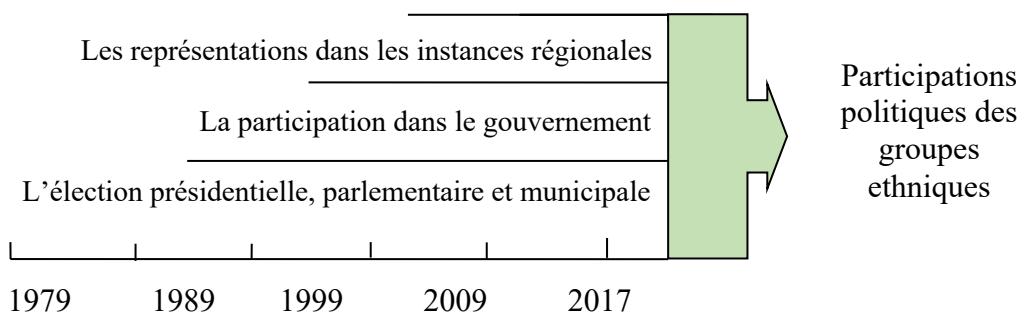 Les représentations dans les instances régionales
La participation dans le gouvernement
L’élection présidentielle, parlementaire et municipale
1979 1989 1999 2009 2017
Participations
politiques des
groupes
ethniques